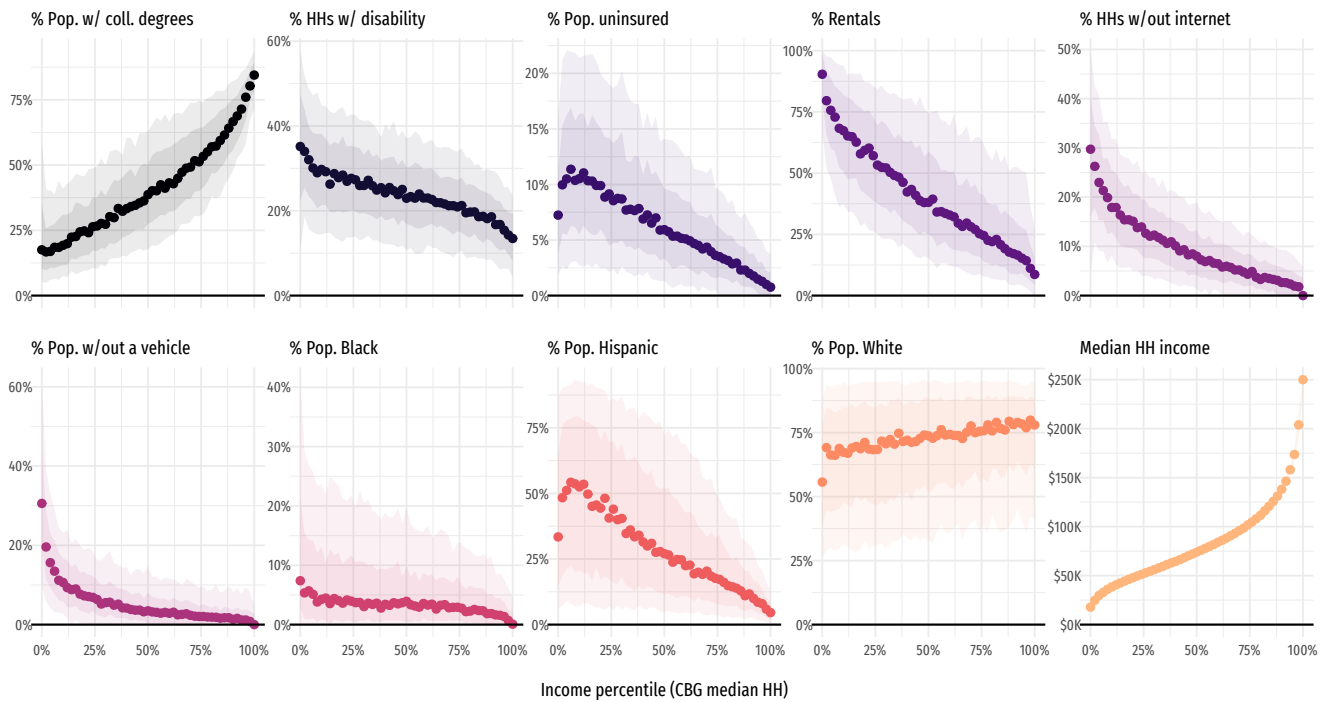 % Pop. w/ coll. degrees
75%
50%
25%
0%
% HHs w/ disability
60%
40%
20%
0%
% Pop. uninsured
20%
15%
10%
5%
0%
% Rentals
100%
75%
50%
25%
0%
% HHs w/out internet
50%
40%
30%
20%
10%
0%
% Pop. w/out a vehicle
60%
40%
20%
0%
0% 25% 50% 75% 100%
% Pop. Black
40%
30%
20%
10%
0%
0% 25% 50% 75% 100%
% Pop. Hispanic
75%
50%
25%
0%
0% 25% 50% 75% 100%
% Pop. White
100%
75%
50%
25%
0%
0% 25% 50% 75% 100%
Median HH income
$250K
$200K
$150K
$100K
$50K
$0K
0% 25% 50% 75% 100%
Income percentile (CBG median HH)